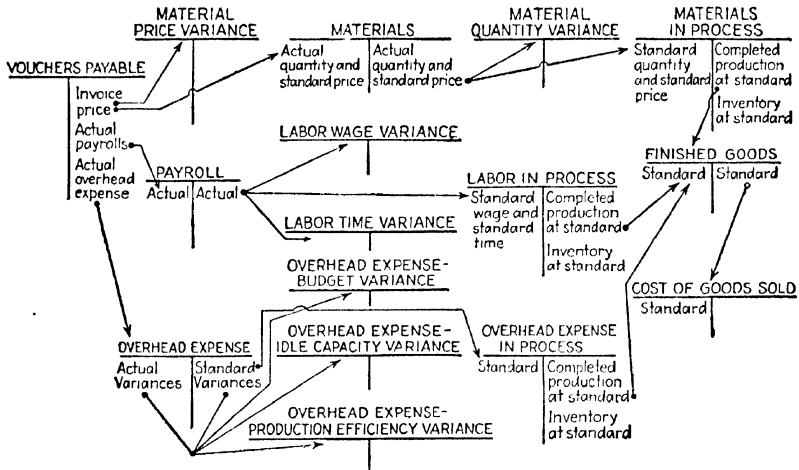 MATERIAL
PRICE VARIANCE
MATERIALS
Actual
quantity and
standard price
Actual
quantity and
standard price
MATERIAL
QUANTITY VARIANCE
MATERIALS
IN PROCESS
Standard
quantity
and standard
price
Completed
production
at standard
Inventory
at standard
VOUCHERS PAYABLE
Invoice
price
Actual
payrolls
Actual
overhead
expense
LABOR WAGE VARIANCE
PAYROLL
Actual
Actual
LABOR IN PROCESS
Standard
wage and
standard
time
Completed
production
at standard
Inventory
at standard
FINISHED GOODS
Standard
Standard
LABOR TIME VARIANCE
OVERHEAD EXPENSE-
BUDGET VARIANCE
COST OF GOODS SOLD
Standard
OVERHEAD EXPENSE
Actual
Variances
Standard
Variances
OVERHEAD EXPENSE-
IDLE CAPACITY VARIANCE
OVERHEAD EXPENSE
IN PROCESS
Standard
Completed
production
at standard
Inventory
at standard
OVERHEAD EXPENSE-
PRODUCTION EFFICIENCY VARIANCE